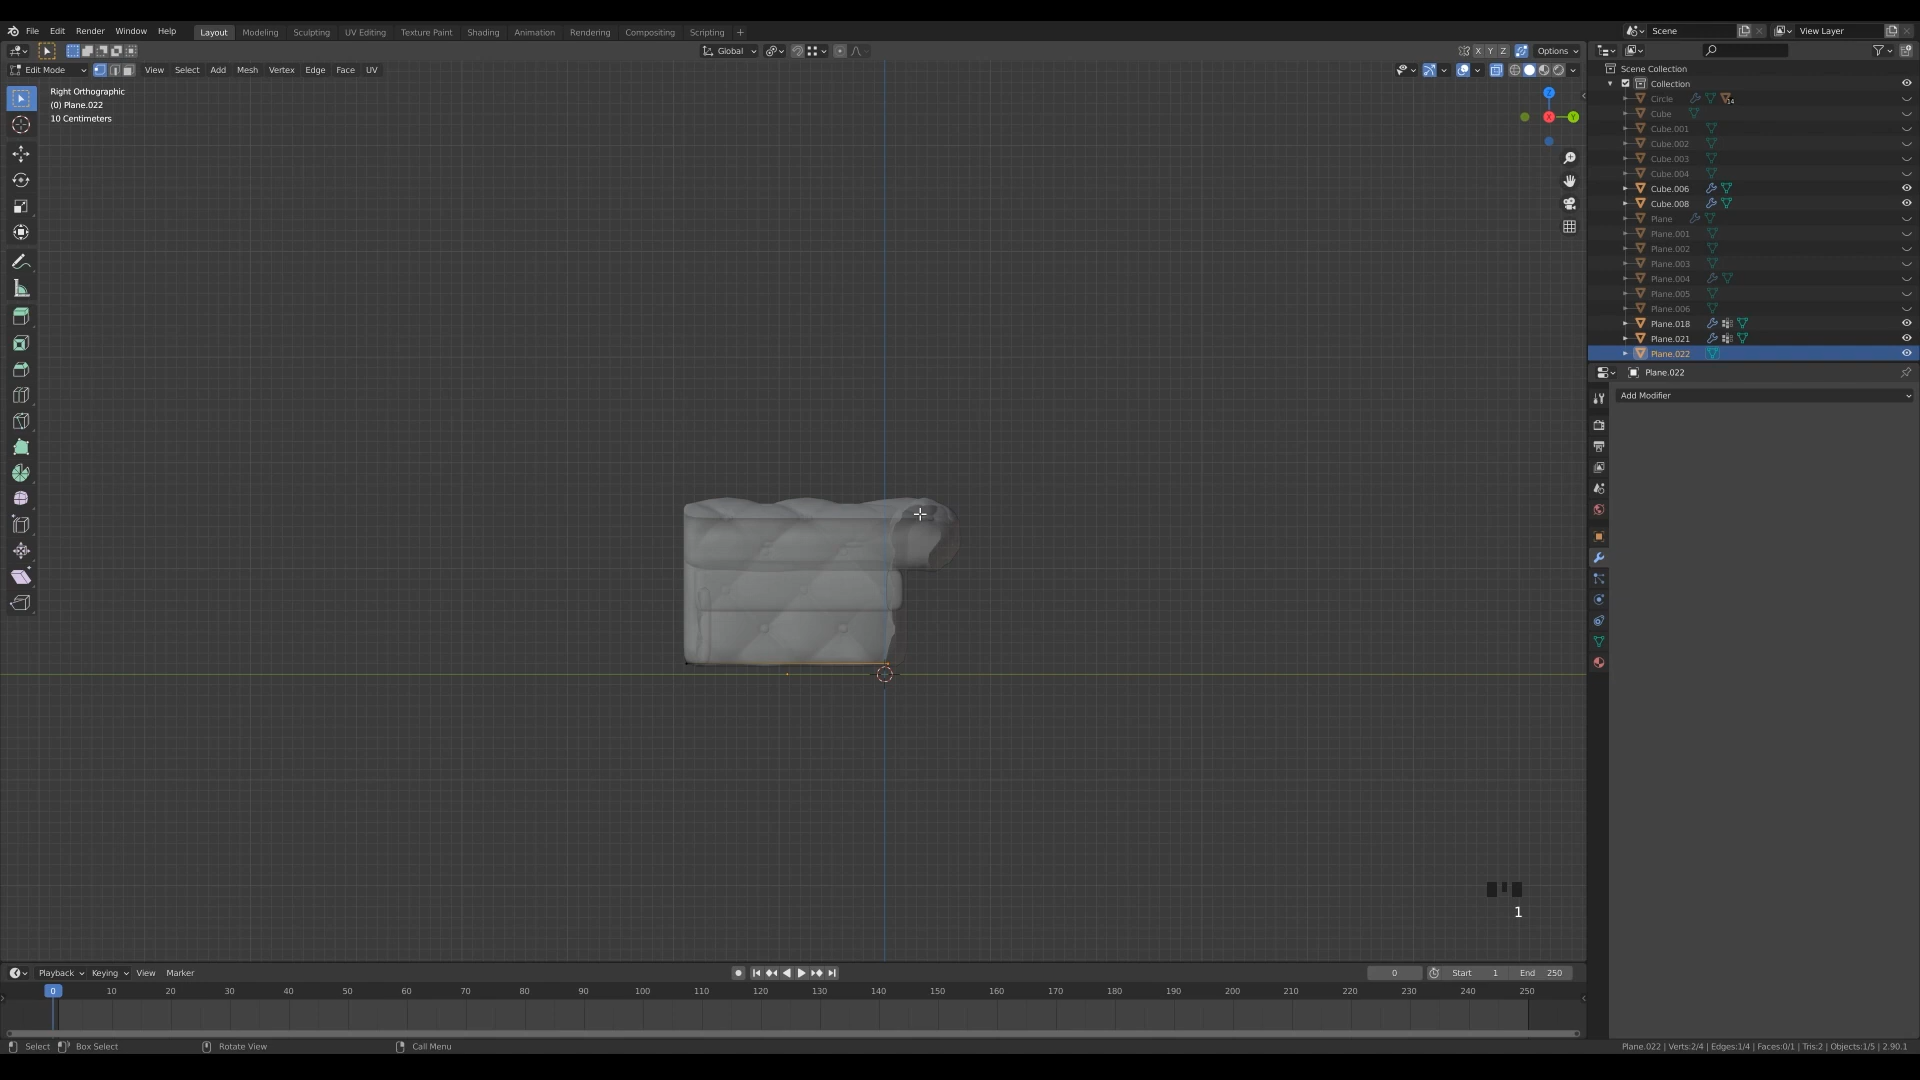 File Edit Render Window Help Layout Modeling Sculpting UV Editing Texture Paint Shading Animation Rendering Compositing Scripting + Scene View Layer
Global X Y Z Options
Edit Mode View Select Add Mesh Vertex Edge Face UV
Right Orthographic
(0) Plane.022
10 Centimeters
Z
X
Y
Scene Collection
Collection
Circle 14
Cube
Cube.001
Cube.002
Cube.003
Cube.004
Cube.006
Cube.008
Plane
Plane.001
Plane.002
Plane.003
Plane.004
Plane.005
Plane.006
Plane.018
Plane.021
Plane.022
Plane.022
Add Modifier
1
Playback Keying View Marker 0 Start 1 End 250
0 10 20 30 40 50 60 70 80 90 100 110 120 130 140 150 160 170 180 190 200 210 220 230 240 250
Select Box Select Rotate View Call Menu Plane.022 | Verts:2/4 | Edges:1/4 | Faces:0/1 | Tris:2 | Objects:1/5 | 2.90.1